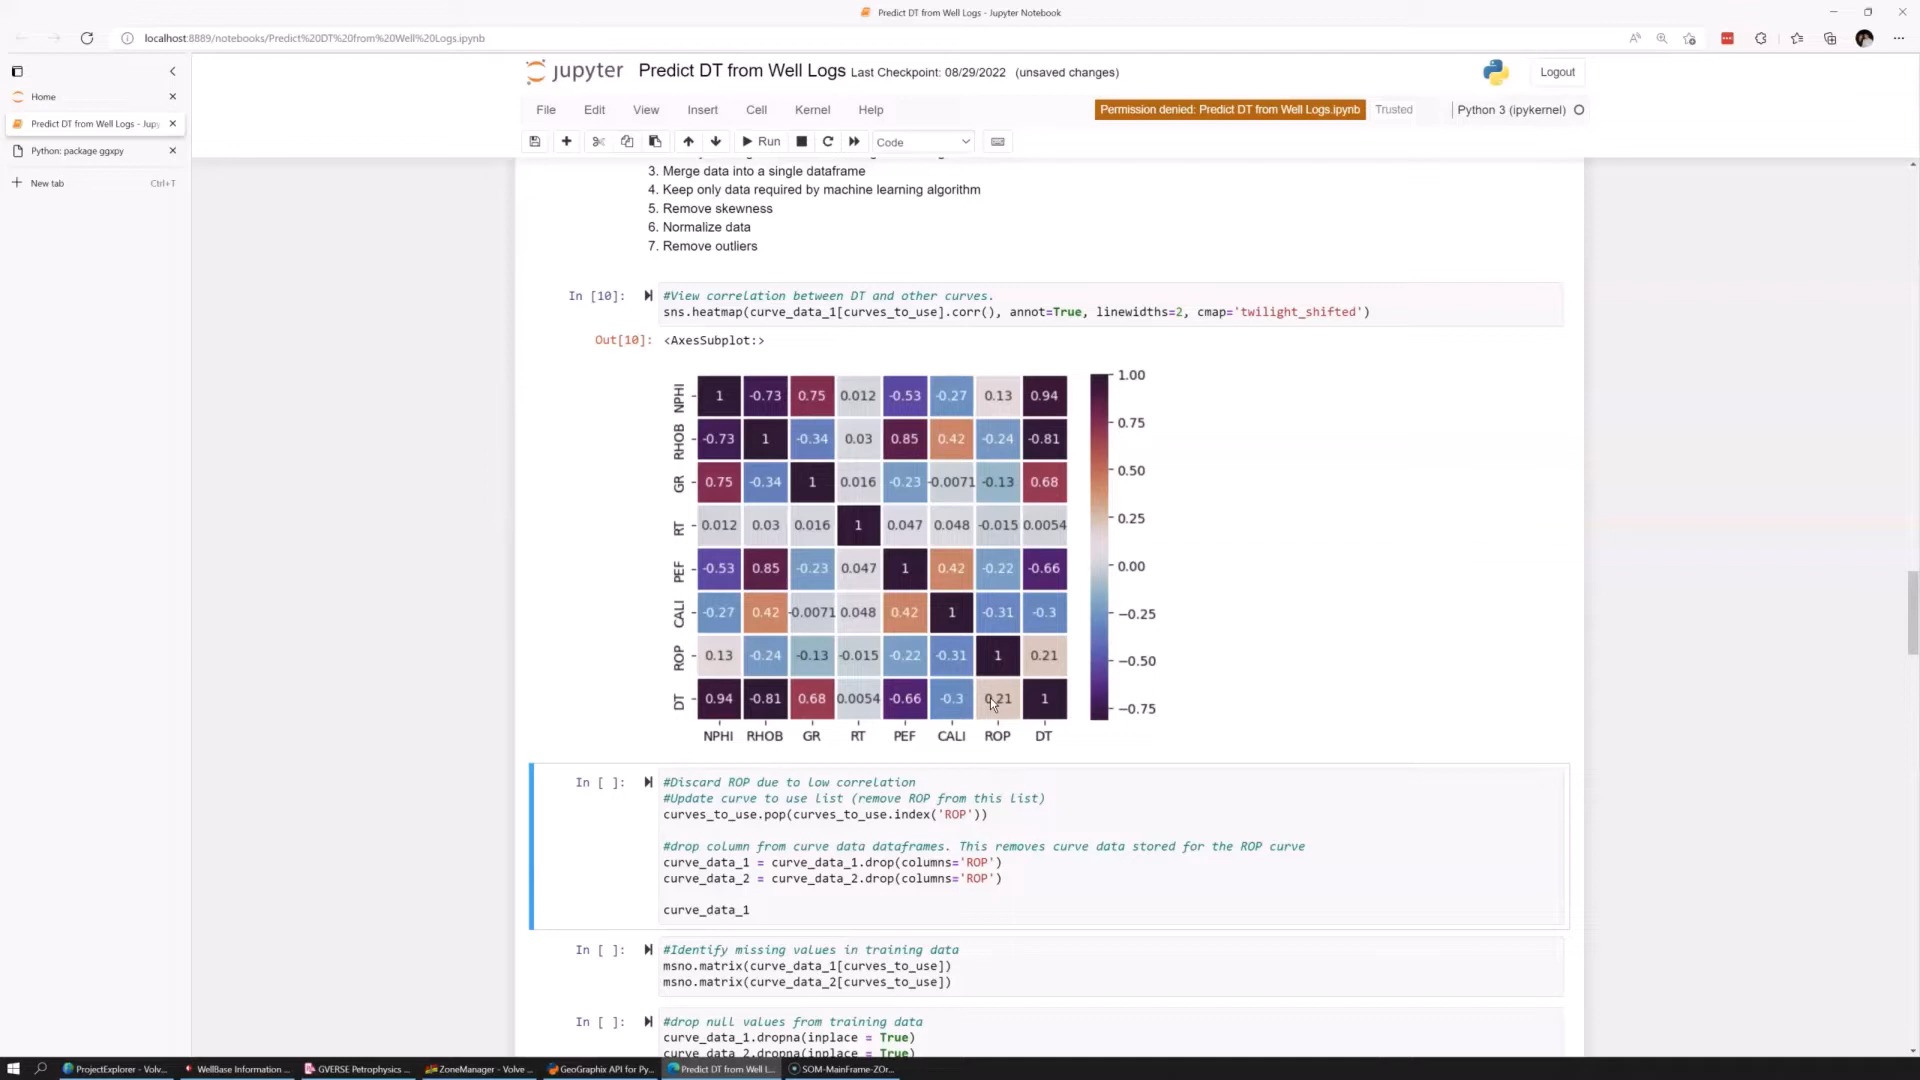 Predict DT from Well Logs - Jupyter Notebook
localhost:8889/notebooks/Predict%20DT%20from%20Well%20Logs.ipynb
Home
Predict DT from Well Logs - Jupy
Python: package ggxpy
New tab Ctrl+T
jupyter Predict DT from Well Logs Last Checkpoint: 08/29/2022 (unsaved changes) Logout
File Edit View Insert Cell Kernel Help Permission denied: Predict DT from Well Logs.ipynb Trusted Python 3 (ipykernel)
Run Code
3. Merge data into a single dataframe
4. Keep only data required by machine learning algorithm
5. Remove skewness
6. Normalize data
7. Remove outliers
In [10]: #View correlation between DT and other curves.
sns.heatmap(curve_data_1[curves_to_use].corr(), annot=True, linewidths=2, cmap='twilight_shifted')
Out[10]: <AxesSubplot:>
NPHI 1 -0.73 0.75 0.012 -0.53 -0.27 0.13 0.94
RHOB -0.73 1 -0.34 0.03 0.85 0.42 -0.24 -0.81
GR 0.75 -0.34 1 0.016 -0.23 -0.0071 -0.13 0.68
RT 0.012 0.03 0.016 1 0.047 0.048 -0.015 0.0054
PEF -0.53 0.85 -0.23 0.047 1 0.42 -0.22 -0.66
CALI -0.27 0.42 -0.0071 0.048 0.42 1 -0.31 -0.3
ROP 0.13 -0.24 -0.13 -0.015 -0.22 -0.31 1 0.21
DT 0.94 -0.81 0.68 0.0054 -0.66 -0.3 0.21 1
NPHI RHOB GR RT PEF CALI ROP DT
1.00
0.75
0.50
0.25
0.00
−0.25
−0.50
−0.75
In [ ]: #Discard ROP due to low correlation
#Update curve to use list (remove ROP from this list)
curves_to_use.pop(curves_to_use.index('ROP'))
#drop column from curve data dataframes. This removes curve data stored for the ROP curve
curve_data_1 = curve_data_1.drop(columns='ROP')
curve_data_2 = curve_data_2.drop(columns='ROP')
curve_data_1
In [ ]: #Identify missing values in training data
msno.matrix(curve_data_1[curves_to_use])
msno.matrix(curve_data_2[curves_to_use])
In [ ]: #drop null values from training data
curve_data_1.dropna(inplace = True)
curve_data_2.dropna(inplace = True)
ProjectExplorer - Volv... WellBase Information ... GVERSE Petrophysics ... ZoneManager - Volve ... GeoGraphix API for Py... Predict DT from Well L... SOM-MainFrame-ZOr...